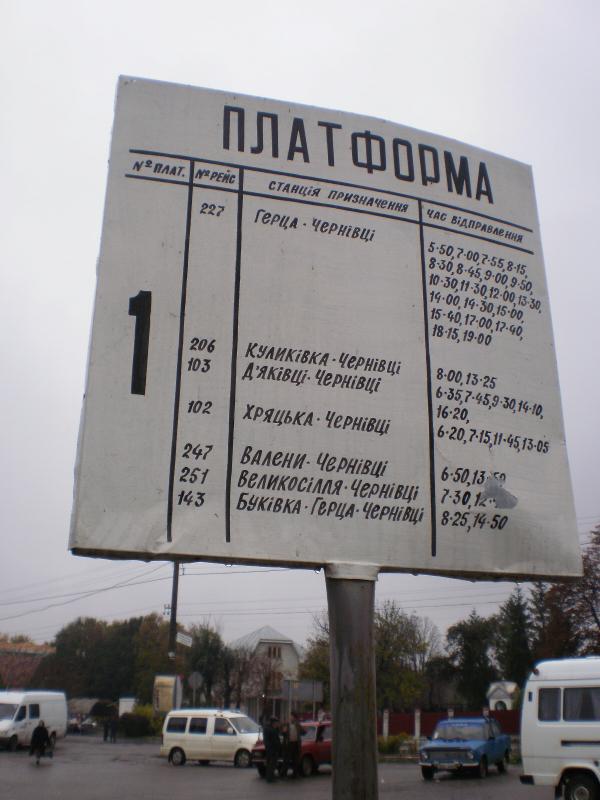 ПЛАТФОРМА
№ ПЛАТ. № РЕЙС СТАНЦІЯ ПРИЗНАЧЕННЯ ЧАС ВІДПРАВЛЕННЯ
1
227 ГЕРЦА - ЧЕРНІВЦІ 5-50, 7-00, 7-55, 8-15,
8-30, 8-45, 9-00, 9-50,
10-30, 11-30, 12-00, 13-30,
14-00, 14-30, 15-00,
15-40, 17-00, 17-40,
18-15, 19-00
206 КУЛИКІВКА - ЧЕРНІВЦІ 8-00, 13-25
103 Д'ЯКІВЦІ - ЧЕРНІВЦІ 6-35, 7-45, 9-30, 14-10,
16-20,
102 ХРЯЦЬКА - ЧЕРНІВЦІ 6-20, 7-15, 11-45, 13-05
247 ВАЛЕНИ - ЧЕРНІВЦІ 6-50,
251 ВЕЛИКОСІЛЛЯ - ЧЕРНІВЦІ 7-30,
143 БУКІВКА - ГЕРЦА - ЧЕРНІВЦІ 8-25, 14-50